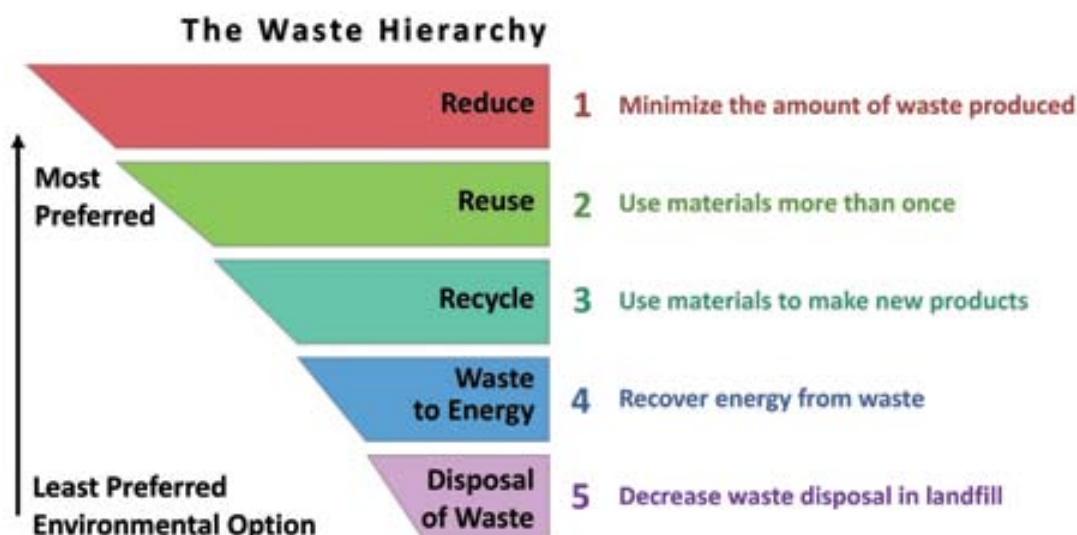 The Waste Hierarchy
Reduce 1 Minimize the amount of waste produced
Most
Preferred
Reuse 2 Use materials more than once
Recycle 3 Use materials to make new products
Waste
to Energy 4 Recover energy from waste
Least Preferred
Environmental Option
Disposal
of Waste 5 Decrease waste disposal in landfill